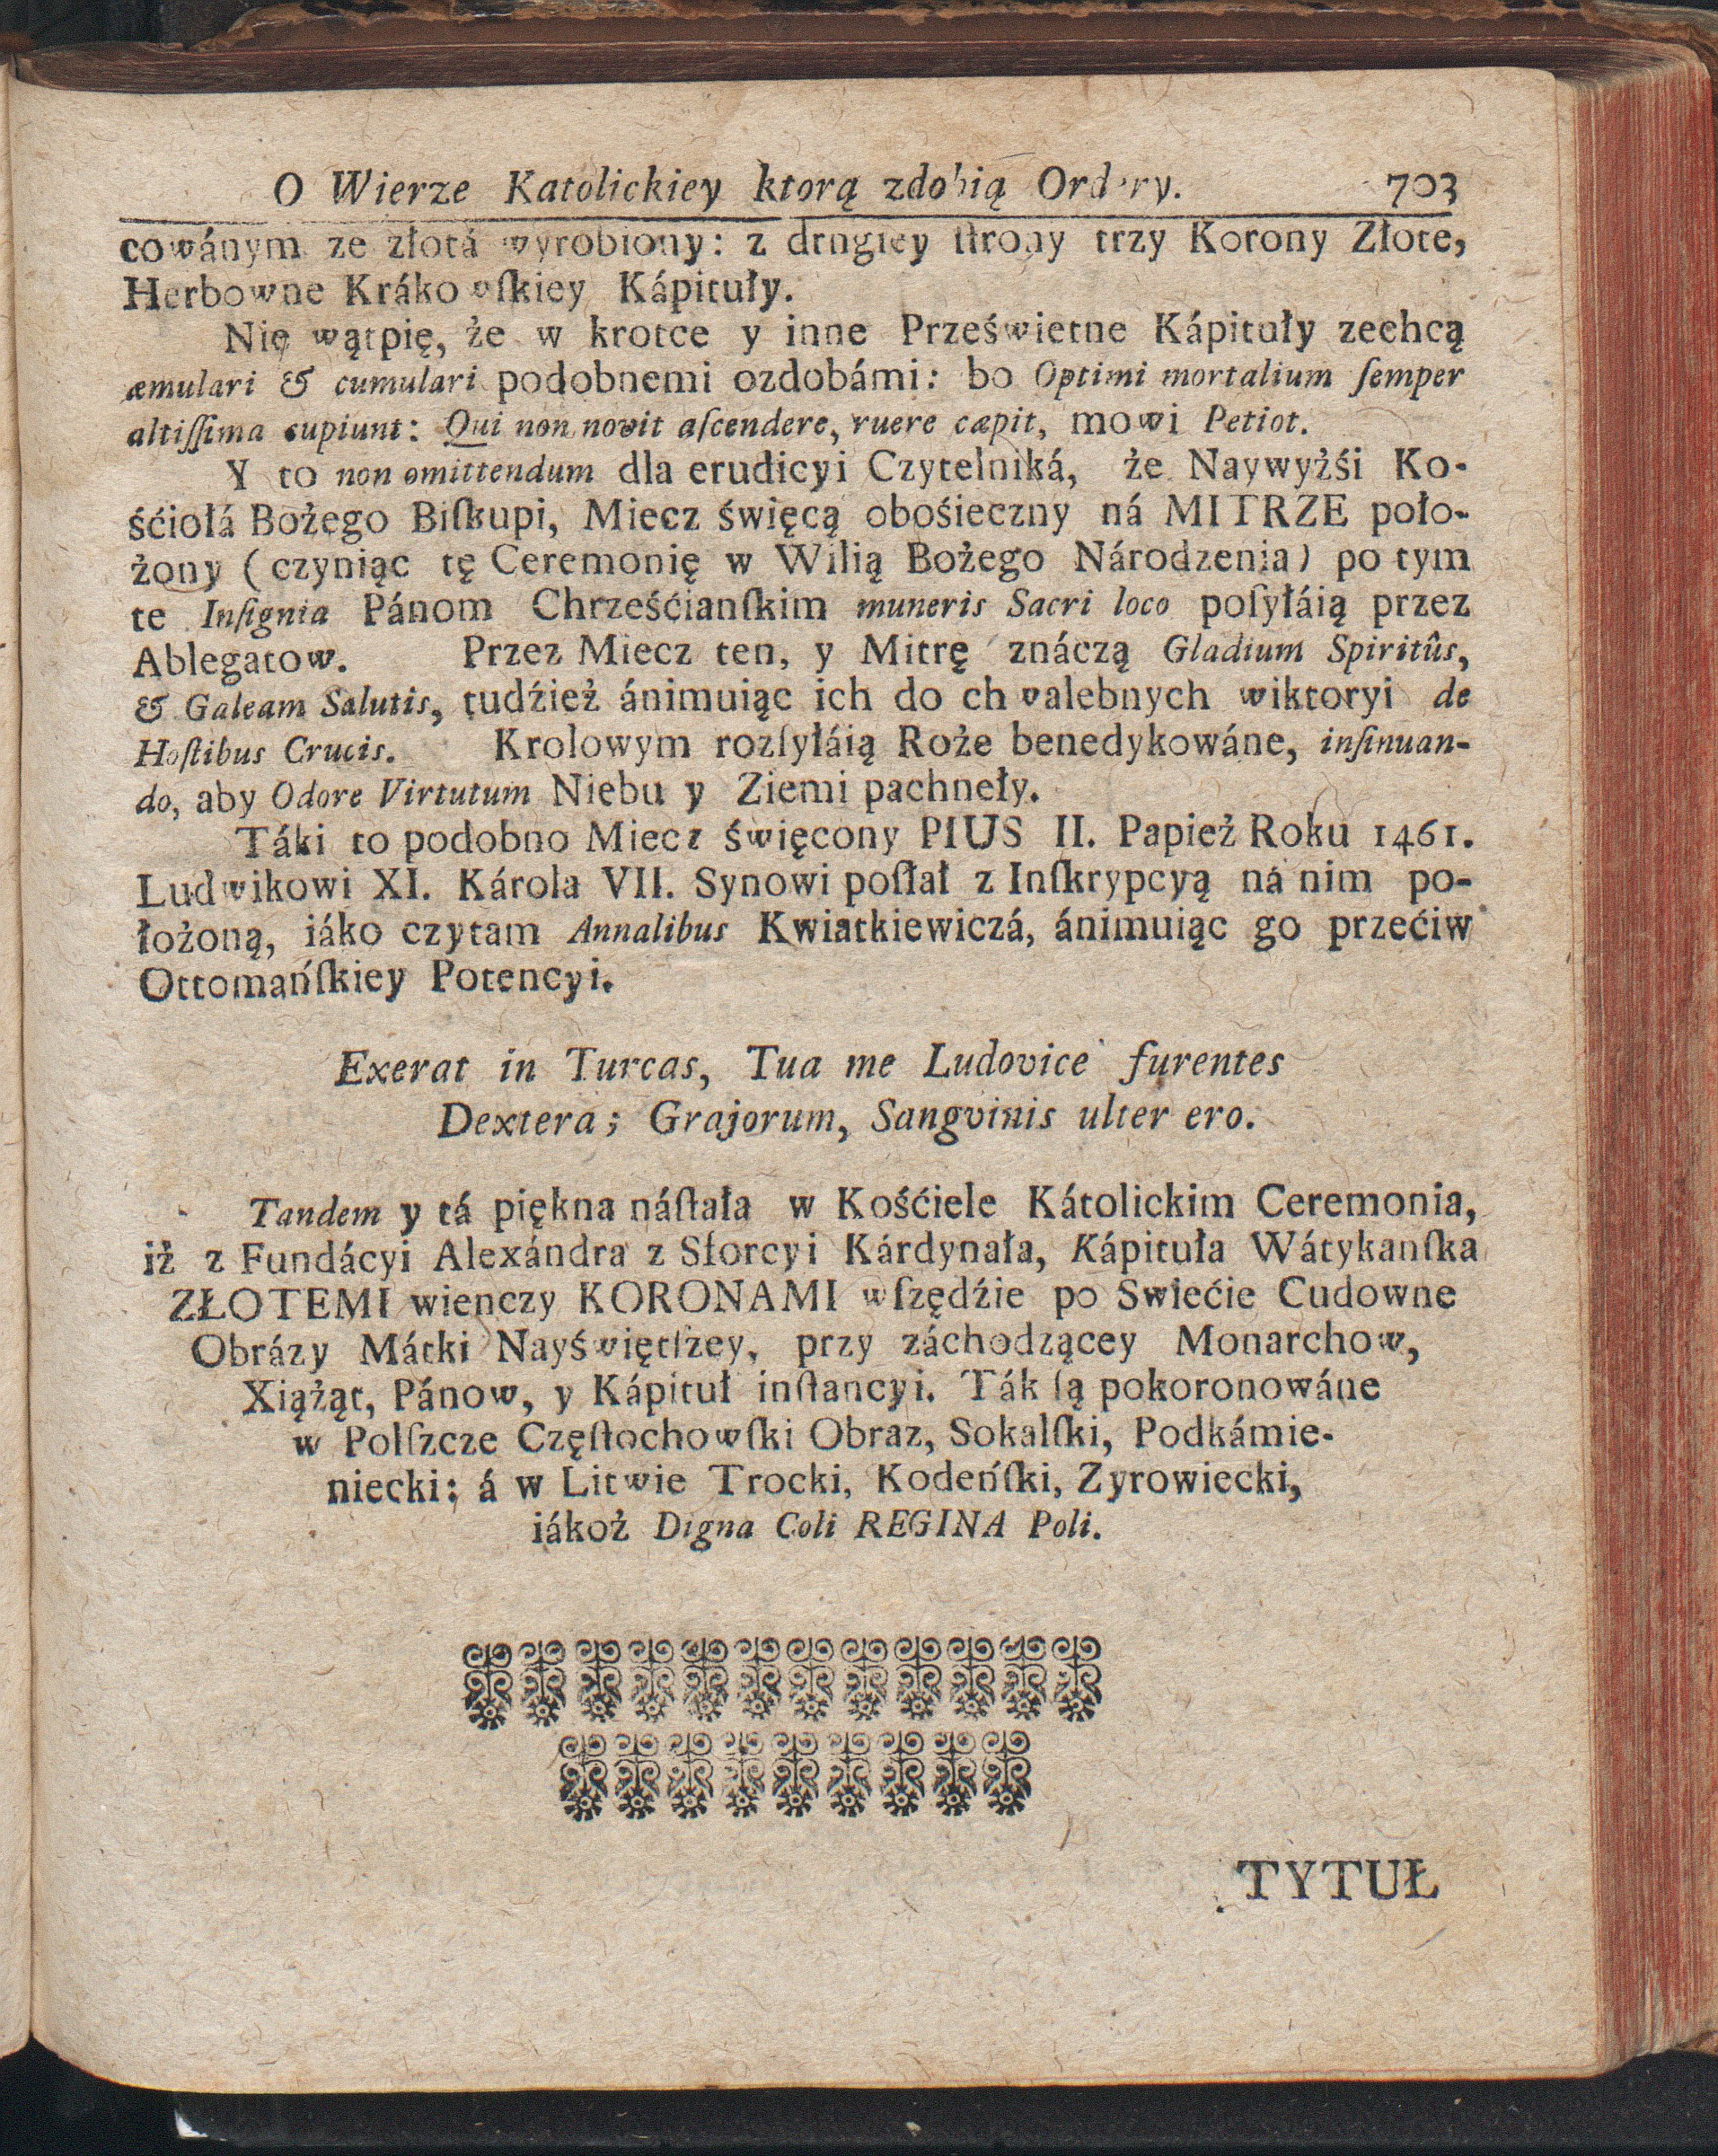 O Wierze Katolickiey ktorą zdobią Ordery. 703
cowánym ze złotá wyrobiony: z drugiey ſtrony trzy Korony Złote,
Herbowne Krákowſkiey Kápituły.
Nie wątpię, że w krotce y inne Prześwietne Kápituły zechcą
æmulari & cumulari podobnemi ozdobámi: bo Optimi mortalium ſemper
altiſſima cupiunt: Qui non novit aſcendere, ruere cæpit, mowi Petiot.
Y to non omittendum dla erudicyi Czytelniká, że Naywyżśi Ko-
śćiołá Bożego Biſkupi, Miecz święcą obośieczny ná MITRZE poło-
żony (czyniąc tę Ceremonię w Wilią Bożego Národzenia) po tym
te Inſignia Pánom Chrześćianſkim muneris Sacri loco poſyłáią przez
Ablegatow. Przez Miecz ten, y Mitrę znáczą Gladium Spiritûs,
& Galeam Salutis, tudźież ánimuiąc ich do chwalebnych wiktoryi de
Hoſtibus Crucis. Krolowym rozſyłáią Roże benedykowáne, inſinuan-
do, aby Odore Virtutum Niebu y Ziemi pachneły.
Táki to podobno Miecz święcony PIUS II. Papież Roku 1461.
Ludwikowi XI. Károla VII. Synowi poſłał z Inſkrypcyą ná nim po-
łożoną, iáko czytam Annalibus Kwiatkiewiczá, ánimuiąc go przećiw
Ottomańſkiey Potencyi.
Exerat in Turcas, Tua me Ludovice furentes
Dextera; Grajorum, Sangvinis ulter ero.
Tandem y tá piękna náſtała w Kośćiele Kátolickim Ceremonia,
iż z Fundácyi Alexándra z Sforcyi Kárdynała, Kápituła Wátykanſka
ZŁOTEMI wienczy KORONAMI wſzędźie po Swiećie Cudowne
Obrázy Mátki Nayświętſzey, przy záchodzącey Monarchow,
Xiążąt, Pánow, y Kápituł inſtancyi. Ták ſą pokoronowáne
w Polſzcze Częſtochowſki Obraz, Sokalſki, Podkámie-
niecki; á w Litwie Trocki, Kodeńſki, Zyrowiecki,
iákoż Digna Coli REGINA Poli.
TYTUŁ